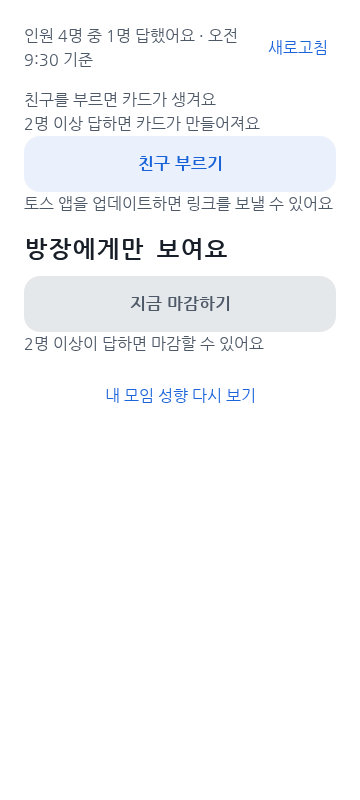 인원 4명 중 1명 답했어요 · 오전
9:30 기준
새로고침
친구를 부르면 카드가 생겨요
2명 이상 답하면 카드가 만들어져요
친구 부르기
토스 앱을 업데이트하면 링크를 보낼 수 있어요
방장에게만 보여요
지금 마감하기
2명 이상이 답하면 마감할 수 있어요
내 모임 성향 다시 보기